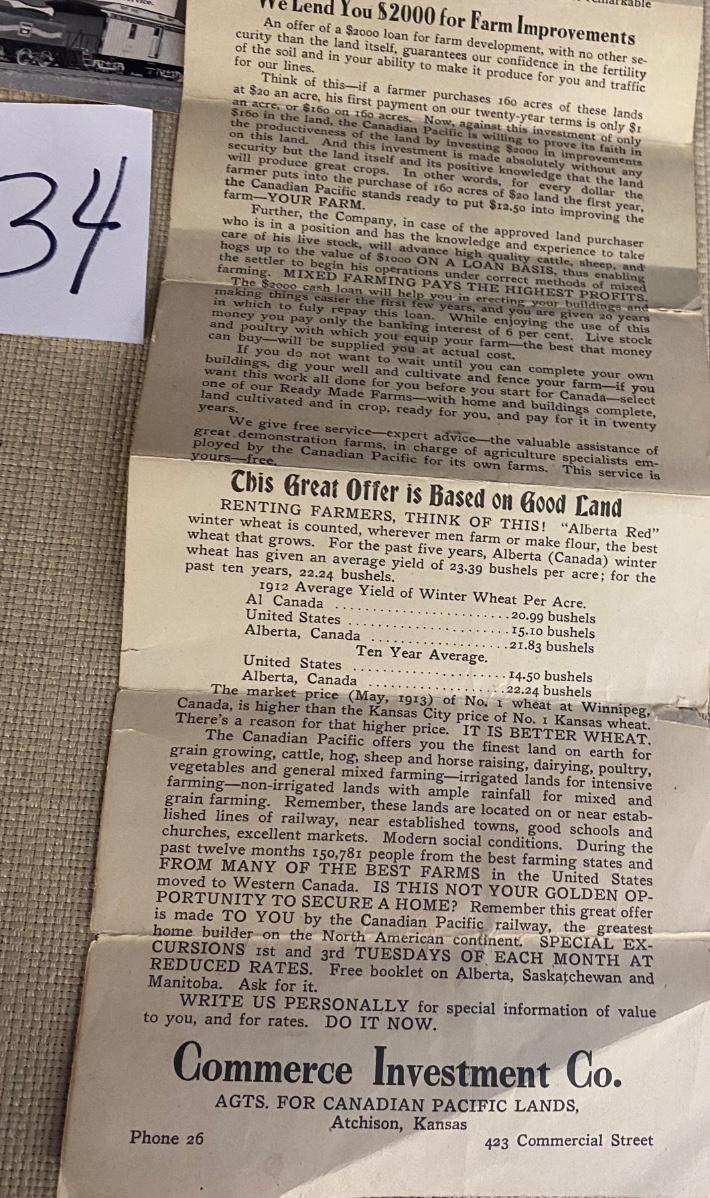 We Lend You $2000 for Farm Improvements
An offer of a $2000 loan for farm development, with no other se-
curity than the land itself, guarantees our confidence in the fertility
of the soil and in your ability to make it produce for you and traffic
for our lines.
Think of this—if a farmer purchases 160 acres of these lands
at $20 an acre, his first payment on our twenty-year terms is only $1
an acre, or $160 on 160 acres. Now, against this investment of only
$160 in the land, the Canadian Pacific is willing to prove its faith in
the productiveness of the land by investing $2000 in improvements
on this land. And this investment is made absolutely without any
security but the land itself and its positive knowledge that the land
will produce great crops. In other words, for every dollar the
farmer puts into the purchase of 160 acres of $20 land the first year,
the Canadian Pacific stands ready to put $12.50 into improving the
farm—YOUR FARM.
Further, the Company, in case of the approved land purchaser
who is in a position and has the knowledge and experience to take
care of his live stock, will advance high quality cattle, sheep, and
hogs up to the value of $1000 ON A LOAN BASIS, thus enabling
the settler to begin his operations under correct methods of mixed
farming. MIXED FARMING PAYS THE HIGHEST PROFITS.
The $2000 cash loan will help you in erecting your buildings and
making things easier the first few years, and you are given 20 years
in which to fuly repay this loan. While enjoying the use of this
money you pay only the banking interest of 6 per cent. Live stock
and poultry with which you equip your farm—the best that money
can buy—will be supplied you at actual cost.
If you do not want to wait until you can complete your own
buildings, dig your well and cultivate and fence your farm—if you
want this work all done for you before you start for Canada—select
one of our Ready Made Farms—with home and buildings complete,
land cultivated and in crop, ready for you, and pay for it in twenty
years.
We give free service—expert advice—the valuable assistance of
great demonstration farms, in charge of agriculture specialists em-
ployed by the Canadian Pacific for its own farms. This service is
yours—free.
This Great Offer is Based on Good Land
RENTING FARMERS, THINK OF THIS! "Alberta Red"
winter wheat is counted, wherever men farm or make flour, the best
wheat that grows. For the past five years, Alberta (Canada) winter
wheat has given an average yield of 23.39 bushels per acre; for the
past ten years, 22.24 bushels.
1912 Average Yield of Winter Wheat Per Acre.
Al Canada ........................20.99 bushels
United States .....................15.10 bushels
Alberta, Canada ..................21.83 bushels
Ten Year Average.
United States .....................14.50 bushels
Alberta, Canada ..................22.24 bushels
The market price (May, 1913) of No. 1 wheat at Winnipeg,
Canada, is higher than the Kansas City price of No. 1 Kansas wheat.
There's a reason for that higher price. IT IS BETTER WHEAT.
The Canadian Pacific offers you the finest land on earth for
grain growing, cattle, hog, sheep and horse raising, dairying, poultry,
vegetables and general mixed farming—irrigated lands for intensive
farming—non-irrigated lands with ample rainfall for mixed and
grain farming. Remember, these lands are located on or near estab-
lished lines of railway, near established towns, good schools and
churches, excellent markets. Modern social conditions. During the
past twelve months 150,781 people from the best farming states and
FROM MANY OF THE BEST FARMS in the United States
moved to Western Canada. IS THIS NOT YOUR GOLDEN OP-
PORTUNITY TO SECURE A HOME? Remember this great offer
is made TO YOU by the Canadian Pacific railway, the greatest
home builder on the North American continent. SPECIAL EX-
CURSIONS 1st and 3rd TUESDAYS OF EACH MONTH AT
REDUCED RATES. Free booklet on Alberta, Saskatchewan and
Manitoba. Ask for it.
WRITE US PERSONALLY for special information of value
to you, and for rates. DO IT NOW.
Commerce Investment Co.
AGTS. FOR CANADIAN PACIFIC LANDS,
Atchison, Kansas
Phone 26 423 Commercial Street
34